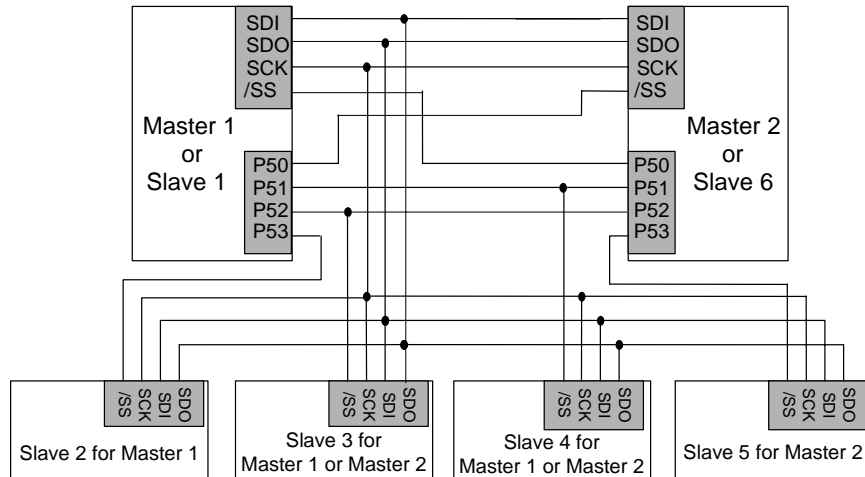 SDI
SDO
SCK
/SS
Master 1
or
Slave 1
P50
P51
P52
P53
SDI
SDO
SCK
/SS
Master 2
or
Slave 6
P50
P51
P52
P53
/SS
SCK
SDI
SDO
Slave 2 for Master 1
/SS
SCK
SDI
SDO
Slave 3 for
Master 1 or Master 2
/SS
SCK
SDI
SDO
Slave 4 for
Master 1 or Master 2
/SS
SCK
SDI
SDO
Slave 5 for Master 2